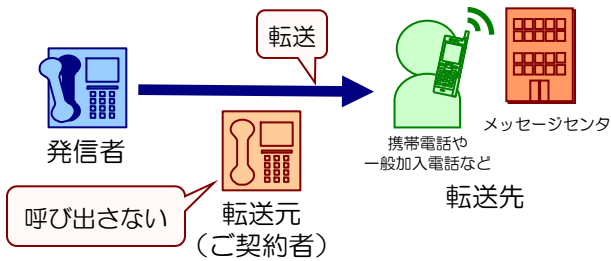 転送
発信者
メッセージセンタ
携帯電話や
一般加入電話など
転送先
呼び出さない
転送元
（ご契約者）